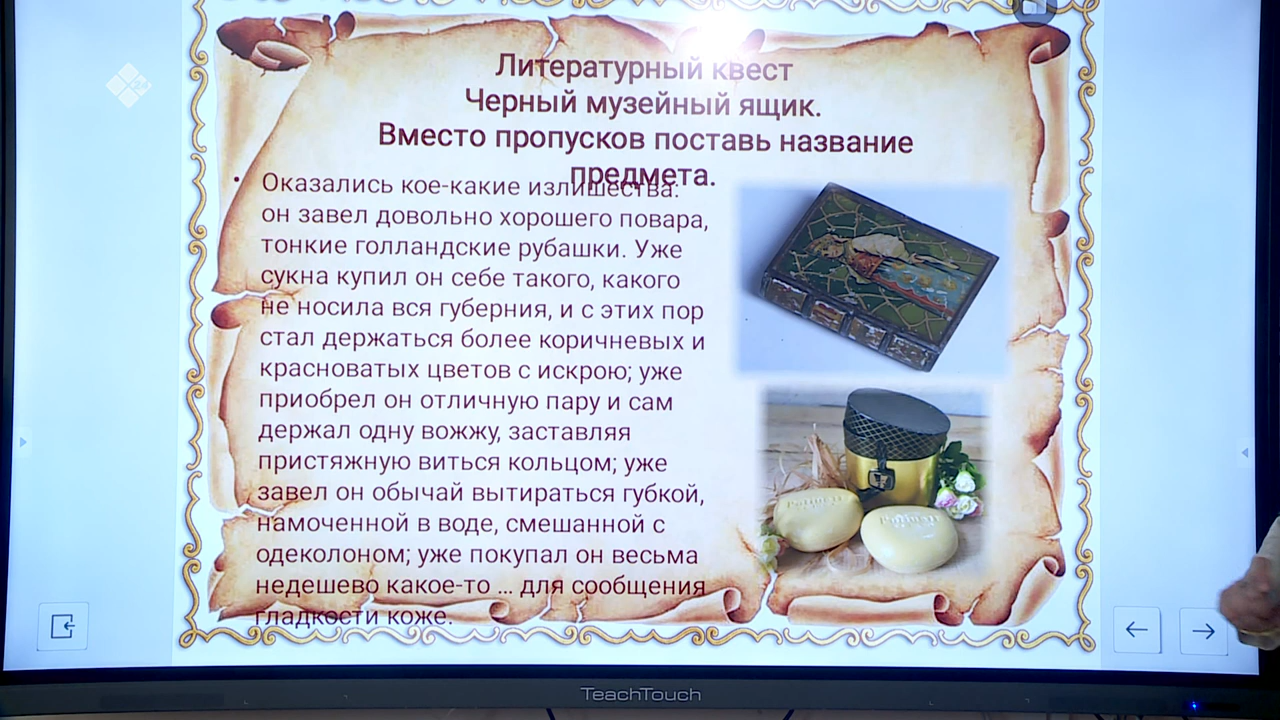 Литературный квест
Черный музейный ящик.
Вместо пропусков поставь название
предмета.
• Оказались кое-какие излишества:
он завел довольно хорошего повара,
тонкие голландские рубашки. Уже
сукна купил он себе такого, какого
не носила вся губерния, и с этих пор
стал держаться более коричневых и
красноватых цветов с искрою; уже
приобрел он отличную пару и сам
держал одну вожжу, заставляя
пристяжную виться кольцом; уже
завел он обычай вытираться губкой,
намоченной в воде, смешанной с
одеколоном; уже покупал он весьма
недешево какое-то ... для сообщения
гладкости коже.
TeachTouch